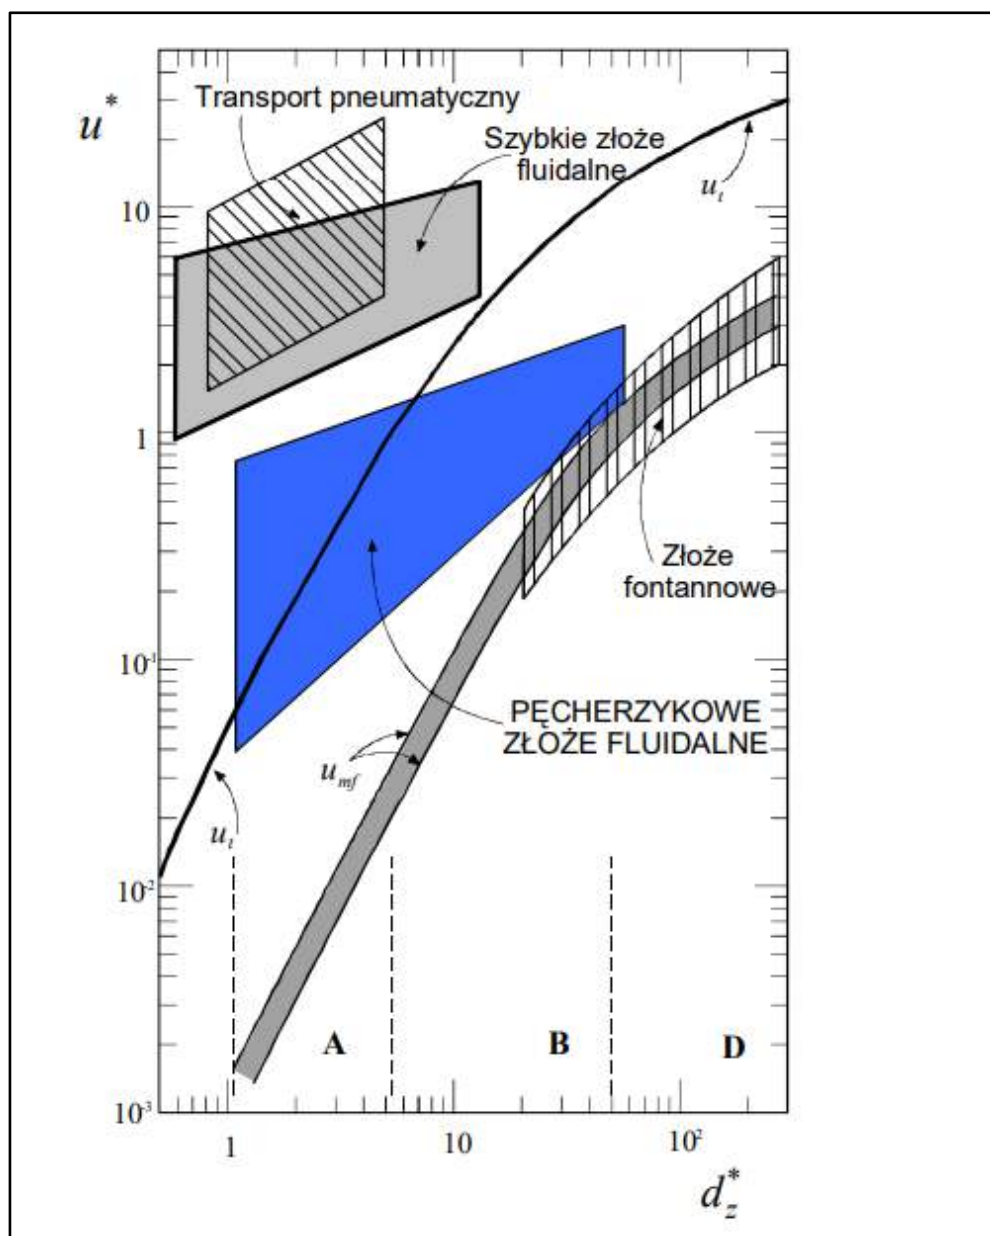 Transport pneumatyczny
u*
Szybkie złoże
fluidalne
u_t
10
1
Złoże
fontannowe
10⁻¹
PĘCHERZYKOWE
ZŁOŻE FLUIDALNE
u_mf
u_t
10⁻²
A B D
10⁻³
1 10 10²
d_z*